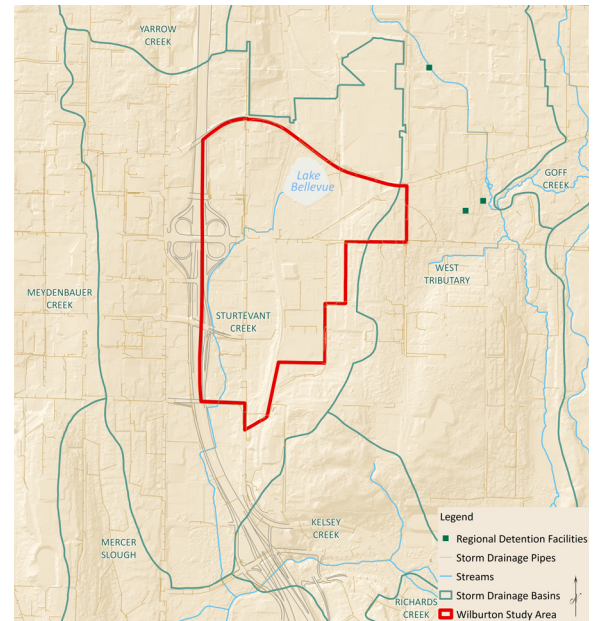 YARROW
CREEK
Lake
Bellevue
GOFF
CREEK
WEST
TRIBUTARY
MEYDENBAUER
CREEK
STURTEVANT
CREEK
KELSEY
CREEK
MERCER
SLOUGH
RICHARDS
CREEK
Legend
Regional Detention Facilities
Storm Drainage Pipes
Streams
Storm Drainage Basins
Wilburton Study Area
N